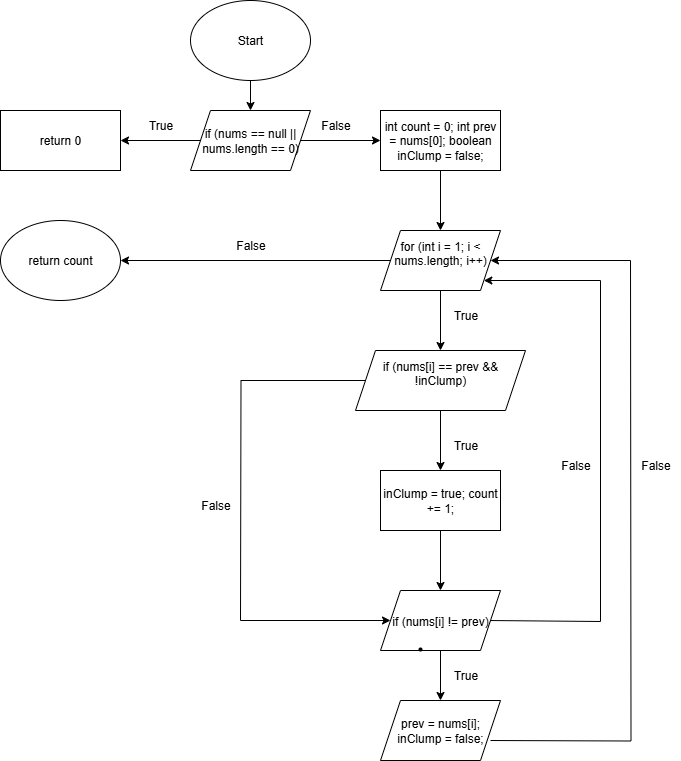 Start
return 0
True
if (nums == null ||
nums.length == 0)
False
int count = 0; int prev
= nums[0]; boolean
inClump = false;
return count
False
for (int i = 1; i <
nums.length; i++)
True
if (nums[i] == prev &&
!inClump)
True
False
False
inClump = true; count
+= 1;
False
if (nums[i] != prev)
True
prev = nums[i];
inClump = false;